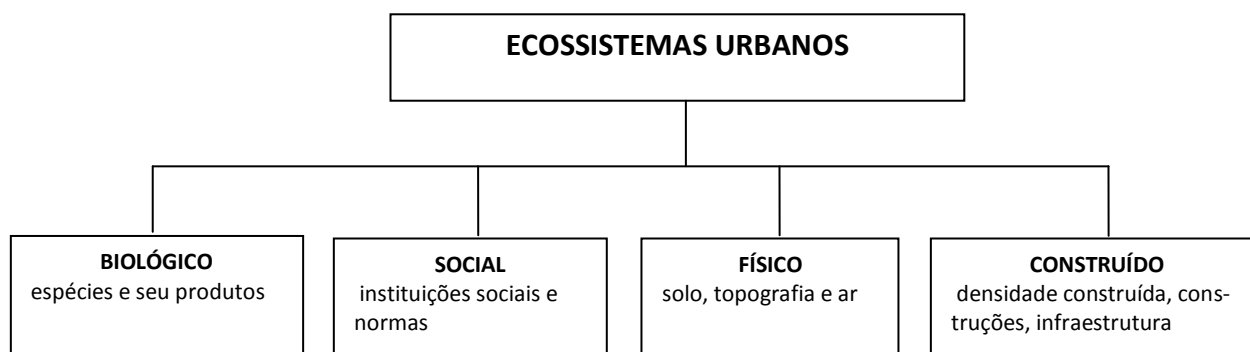 ECOSSISTEMAS URBANOS
BIOLÓGICO
espécies e seu produtos
SOCIAL
instituições sociais e
normas
FÍSICO
solo, topografia e ar
CONSTRUÍDO
densidade construída, cons-
truções, infraestrutura